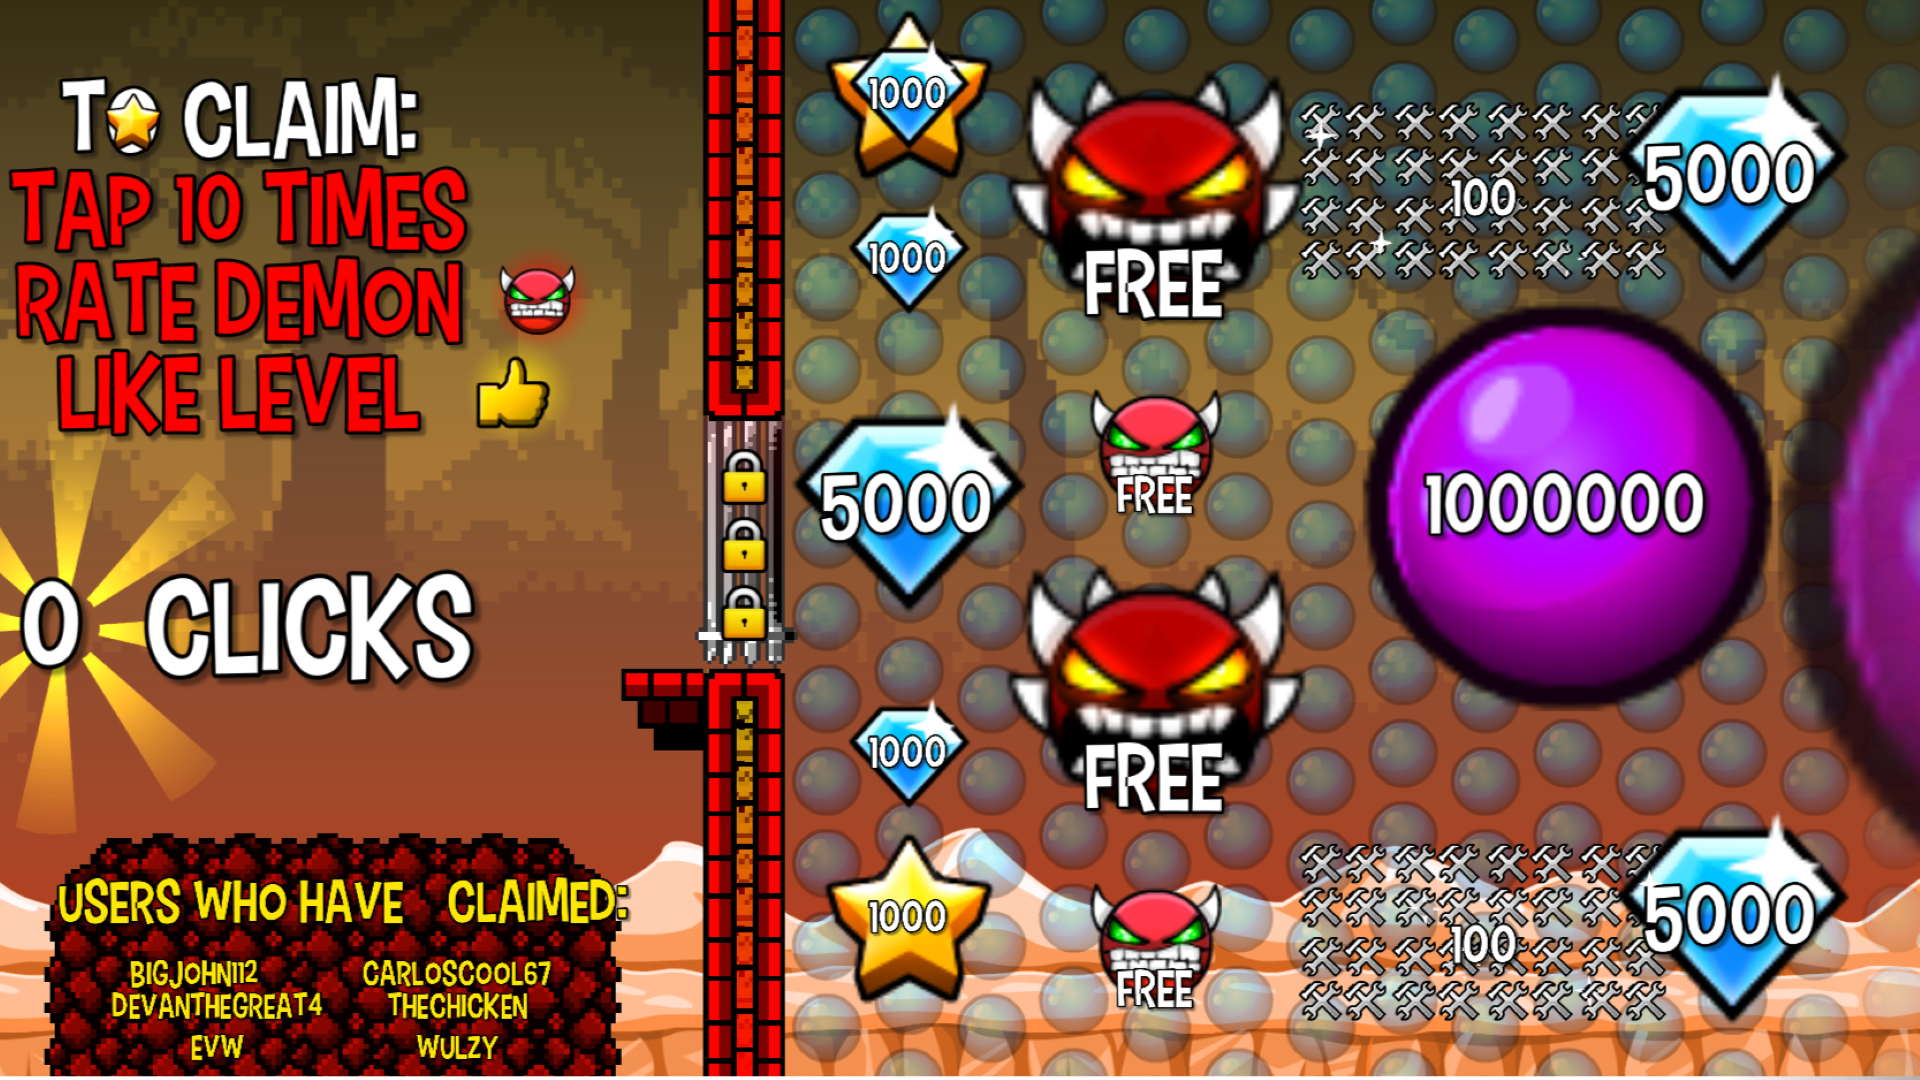 TO CLAIM:
TAP 10 TIMES
RATE DEMON
LIKE LEVEL
0 CLICKS
USERS WHO HAVE CLAIMED:
BIGJOHN112 CARLOSCOOL67
DEVANTHEGREAT4 THECHICKEN
EVW WULZY
1000
1000
5000
1000
1000
FREE
FREE
FREE
FREE
100
5000
1000000
100
5000